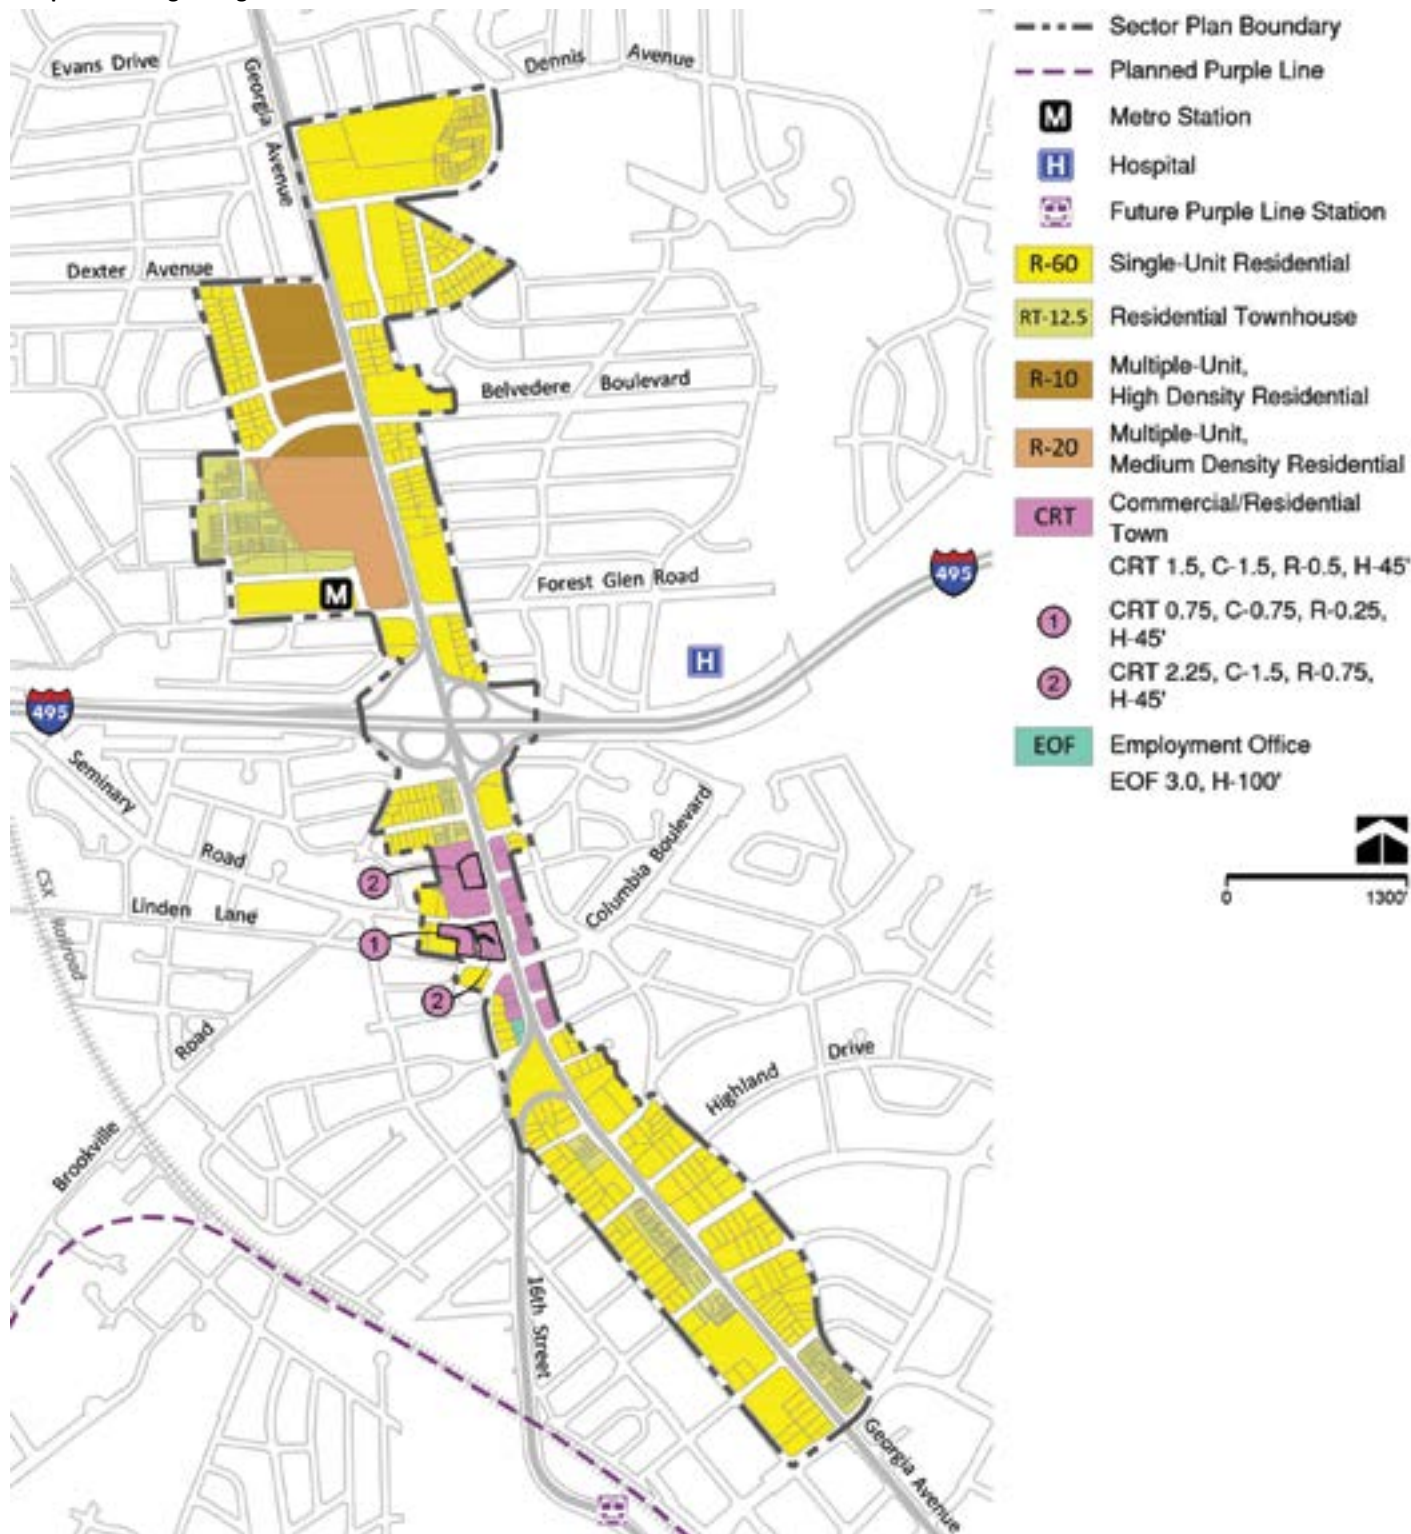 Evans Drive
Georgia Avenue
Dennis Avenue
Dexter Avenue
Belvedere Boulevard
M
Forest Glen Road
495
H
495
Seminary
Road
Columbia Boulevard
2
CSX Railroad
Linden Lane
1
2
Road
Highland Drive
Brookville
16th Street
Georgia Avenue
Sector Plan Boundary
Planned Purple Line
M Metro Station
H Hospital
Future Purple Line Station
R-60 Single-Unit Residential
RT-12.5 Residential Townhouse
R-10 Multiple-Unit,
High Density Residential
R-20 Multiple-Unit,
Medium Density Residential
CRT Commercial/Residential
Town
CRT 1.5, C-1.5, R-0.5, H-45'
1 CRT 0.75, C-0.75, R-0.25,
H-45'
2 CRT 2.25, C-1.5, R-0.75,
H-45'
EOF Employment Office
EOF 3.0, H-100'
0 1300'